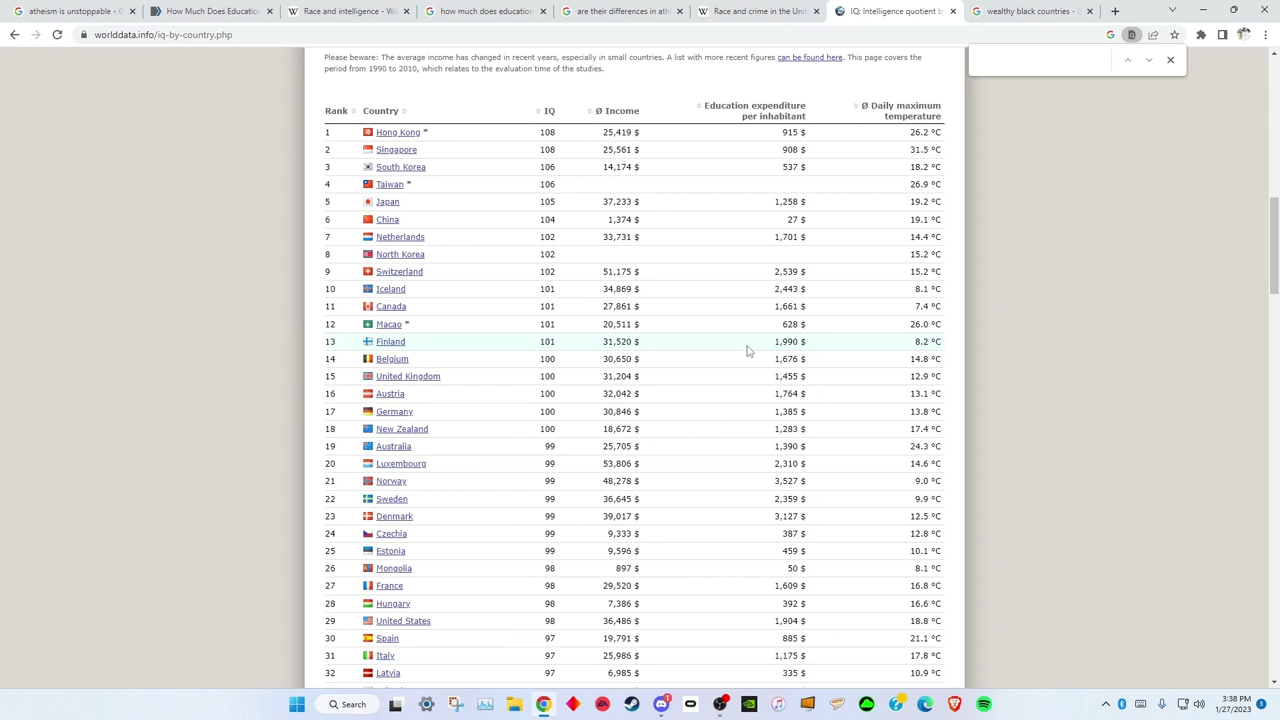 atheism is unstoppable - Goog
How Much Does Education
Race and intelligence - Wi
how much does education
are their differences in ath
Race and crime in the Unite
IQ: Intelligence quotient b
wealthy black countries - G
worlddata.info/iq-by-country.php
Please beware: The average income has changed in recent years, especially in small countries. A list with more recent figures can be found here. This page covers the
period from 1990 to 2010, which relates to the evaluation time of the studies.
Rank Country IQ Ø Income Education expenditure per inhabitant Ø Daily maximum temperature
1 Hong Kong * 108 25,419 $ 915 $ 26.2 °C
2 Singapore 108 25,561 $ 908 $ 31.5 °C
3 South Korea 106 14,174 $ 537 $ 18.2 °C
4 Taiwan * 106 26.9 °C
5 Japan 105 37,233 $ 1,258 $ 19.2 °C
6 China 104 1,374 $ 27 $ 19.1 °C
7 Netherlands 102 33,731 $ 1,701 $ 14.4 °C
8 North Korea 102 15.2 °C
9 Switzerland 102 51,175 $ 2,539 $ 15.2 °C
10 Iceland 101 34,869 $ 2,443 $ 8.1 °C
11 Canada 101 27,861 $ 1,661 $ 7.4 °C
12 Macao * 101 20,511 $ 628 $ 26.0 °C
13 Finland 101 31,520 $ 1,990 $ 8.2 °C
14 Belgium 100 30,650 $ 1,676 $ 14.8 °C
15 United Kingdom 100 31,204 $ 1,455 $ 12.9 °C
16 Austria 100 32,042 $ 1,764 $ 13.1 °C
17 Germany 100 30,846 $ 1,385 $ 13.8 °C
18 New Zealand 100 18,672 $ 1,283 $ 17.4 °C
19 Australia 99 25,705 $ 1,390 $ 24.3 °C
20 Luxembourg 99 53,806 $ 2,310 $ 14.6 °C
21 Norway 99 48,278 $ 3,527 $ 9.0 °C
22 Sweden 99 36,645 $ 2,359 $ 9.9 °C
23 Denmark 99 39,017 $ 3,127 $ 12.5 °C
24 Czechia 99 9,333 $ 387 $ 12.8 °C
25 Estonia 99 9,596 $ 459 $ 10.1 °C
26 Mongolia 98 897 $ 50 $ 8.1 °C
27 France 98 29,520 $ 1,609 $ 16.8 °C
28 Hungary 98 7,386 $ 392 $ 16.6 °C
29 United States 98 36,486 $ 1,904 $ 18.8 °C
30 Spain 97 19,791 $ 885 $ 21.1 °C
31 Italy 97 25,986 $ 1,175 $ 17.8 °C
32 Latvia 97 6,985 $ 335 $ 10.9 °C
Search
3:38 PM
1/27/2023